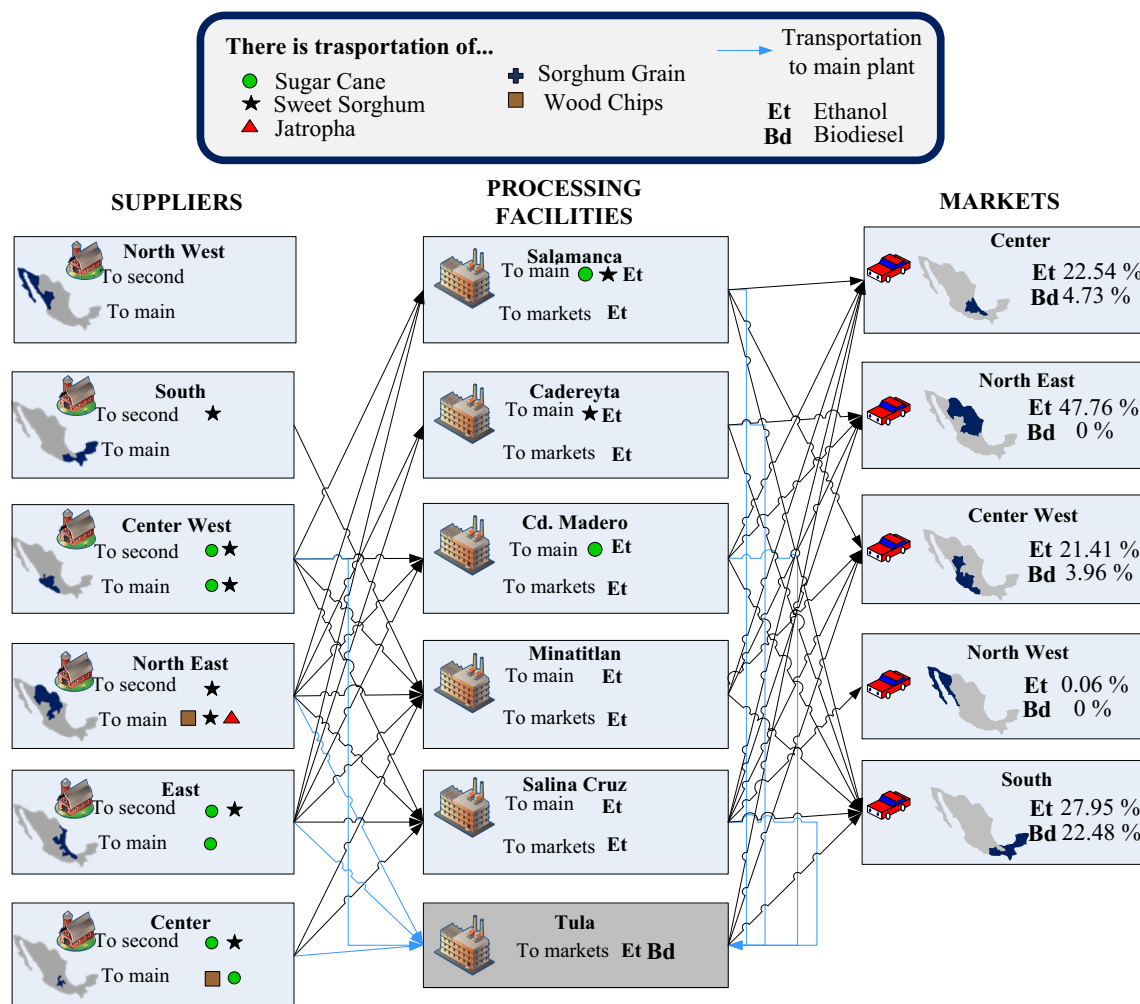 There is trasportation of...
Sugar Cane
Sweet Sorghum
Jatropha
Sorghum Grain
Wood Chips
Transportation
to main plant
Et Ethanol
Bd Biodiesel
SUPPLIERS
North West
To second
To main
South
To second
To main
Center West
To second
To main
North East
To second
To main
East
To second
To main
Center
To second
To main
PROCESSING
FACILITIES
Salamanca
To main Et
To markets Et
Cadereyta
To main Et
To markets Et
Cd. Madero
To main Et
To markets Et
Minatitlan
To main Et
To markets Et
Salina Cruz
To main Et
To markets Et
Tula
To markets Et Bd
MARKETS
Center
Et 22.54 %
Bd 4.73 %
North East
Et 47.76 %
Bd 0 %
Center West
Et 21.41 %
Bd 3.96 %
North West
Et 0.06 %
Bd 0 %
South
Et 27.95 %
Bd 22.48 %